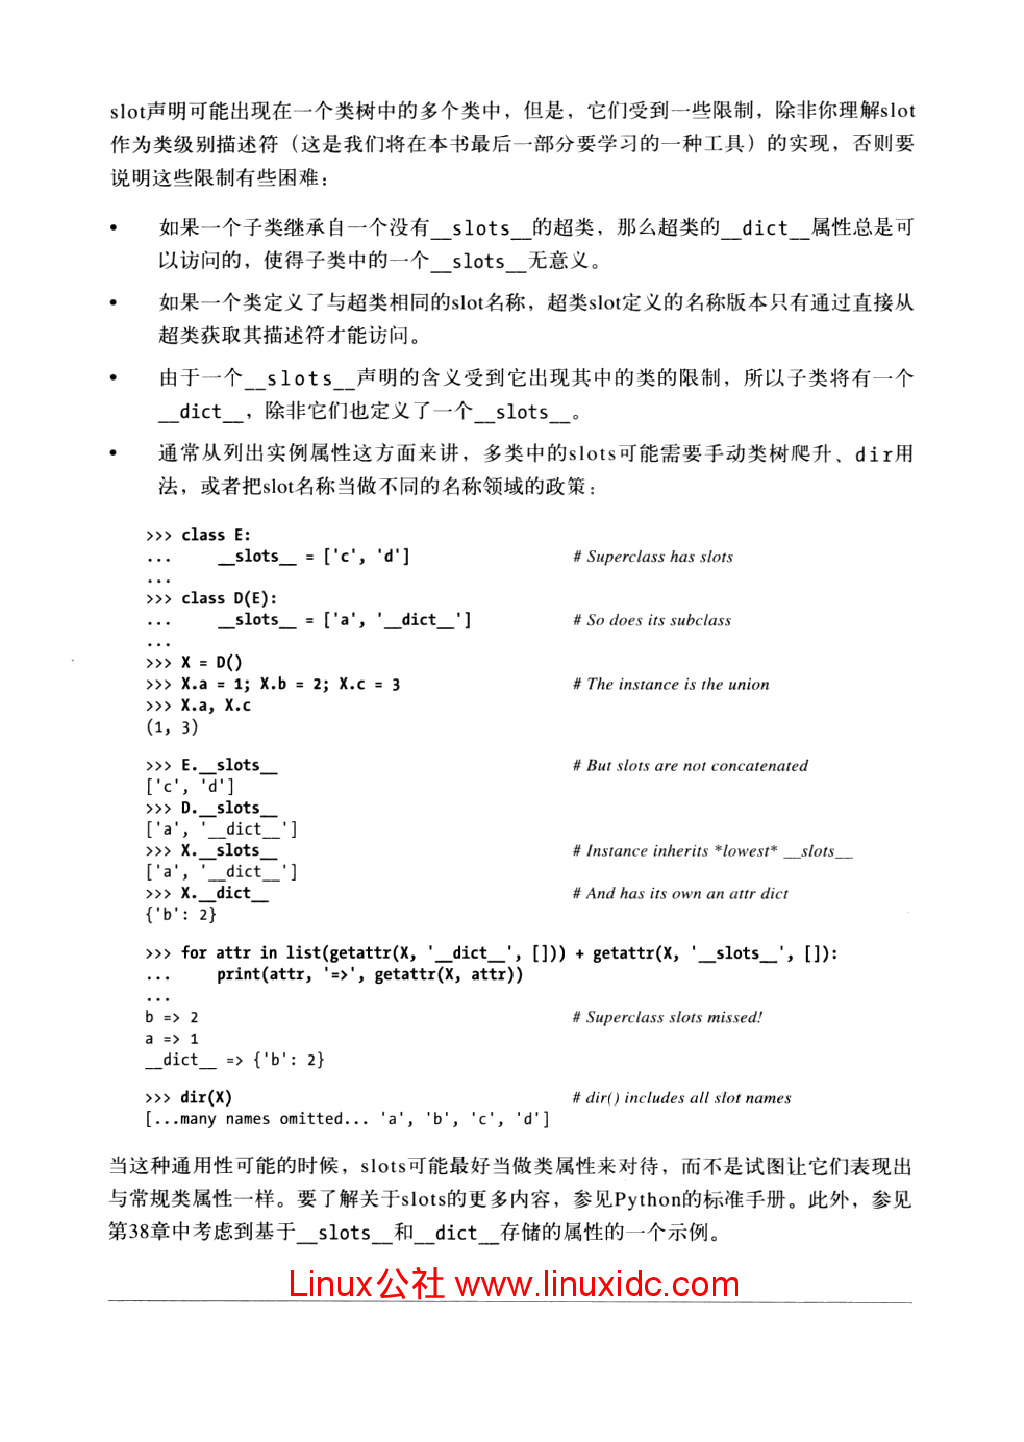 slot声明可能出现在一个类树中的多个类中，但是，它们受到一些限制，除非你理解slot
作为类级别描述符（这是我们将在本书最后一部分要学习的一种工具）的实现，否则要
说明这些限制有些困难：
• 如果一个子类继承自一个没有__slots__的超类，那么超类的__dict__属性总是可
以访问的，使得子类中的一个__slots__无意义。
• 如果一个类定义了与超类相同的slot名称，超类slot定义的名称版本只有通过直接从
超类获取其描述符才能访问。
• 由于一个__slots__声明的含义受到它出现其中的类的限制，所以子类将有一个
__dict__，除非它们也定义了一个__slots__。
• 通常从列出实例属性这方面来讲，多类中的slots可能需要手动类树爬升、dir用
法，或者把slot名称当做不同的名称领域的政策：
>>> class E:
...     __slots__ = ['c', 'd']     # Superclass has slots
...
>>> class D(E):
...     __slots__ = ['a', '__dict__']     # So does its subclass
...
>>> X = D()
>>> X.a = 1; X.b = 2; X.c = 3     # The instance is the union
>>> X.a, X.c
(1, 3)
>>> E.__slots__     # But slots are not concatenated
['c', 'd']
>>> D.__slots__
['a', '__dict__']
>>> X.__slots__     # Instance inherits *lowest* __slots__
['a', '__dict__']
>>> X.__dict__     # And has its own an attr dict
{'b': 2}
>>> for attr in list(getattr(X, '__dict__', [])) + getattr(X, '__slots__', []):
...     print(attr, '=>', getattr(X, attr))
...
b => 2     # Superclass slots missed!
a => 1
__dict__ => {'b': 2}
>>> dir(X)     # dir() includes all slot names
[...many names omitted... 'a', 'b', 'c', 'd']
当这种通用性可能的时候，slots可能最好当做类属性来对待，而不是试图让它们表现出
与常规类属性一样。要了解关于slots的更多内容，参见Python的标准手册。此外，参见
第38章中考虑到基于__slots__和__dict__存储的属性的一个示例。
Linux公社 www.linuxidc.com